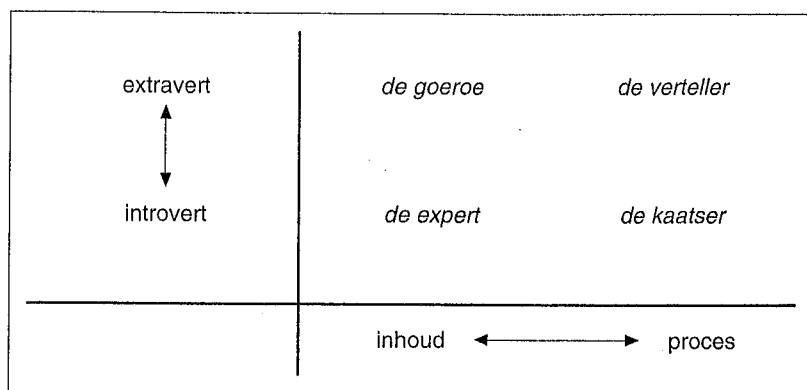 extravert de goeroe de verteller
introvert de expert de kaatser
inhoud proces